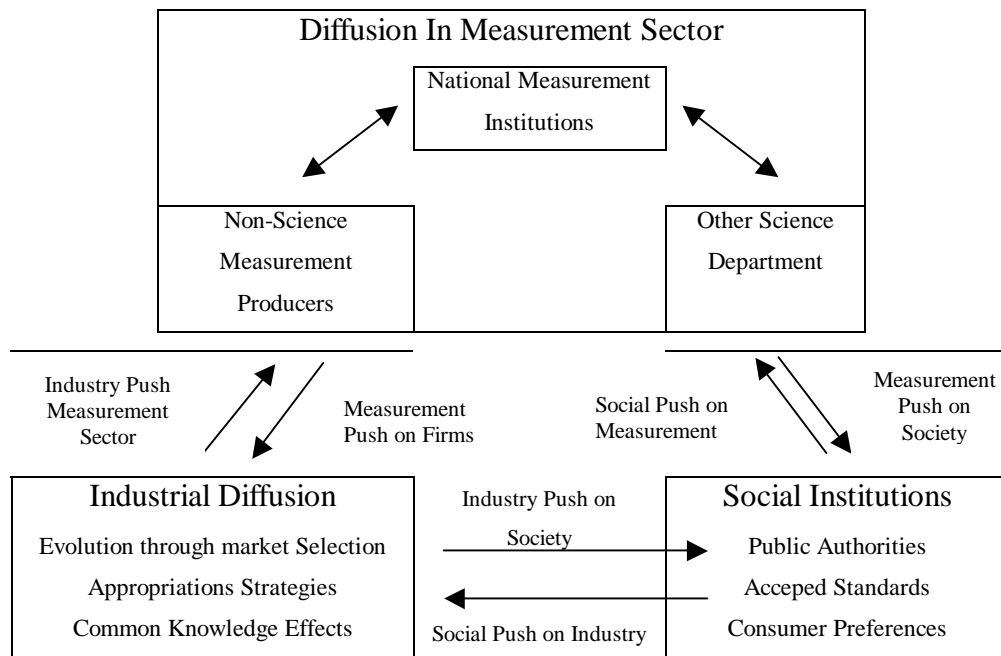 Diffusion In Measurement Sector
National Measurement
Institutions
Non-Science
Measurement
Producers
Other Science
Department
Industry Push
Measurement
Sector
Measurement
Push on Firms
Social Push on
Measurement
Measurement
Push on
Society
Industrial Diffusion
Evolution through market Selection
Appropriations Strategies
Common Knowledge Effects
Industry Push on
Society
Social Push on Industry
Social Institutions
Public Authorities
Acceped Standards
Consumer Preferences